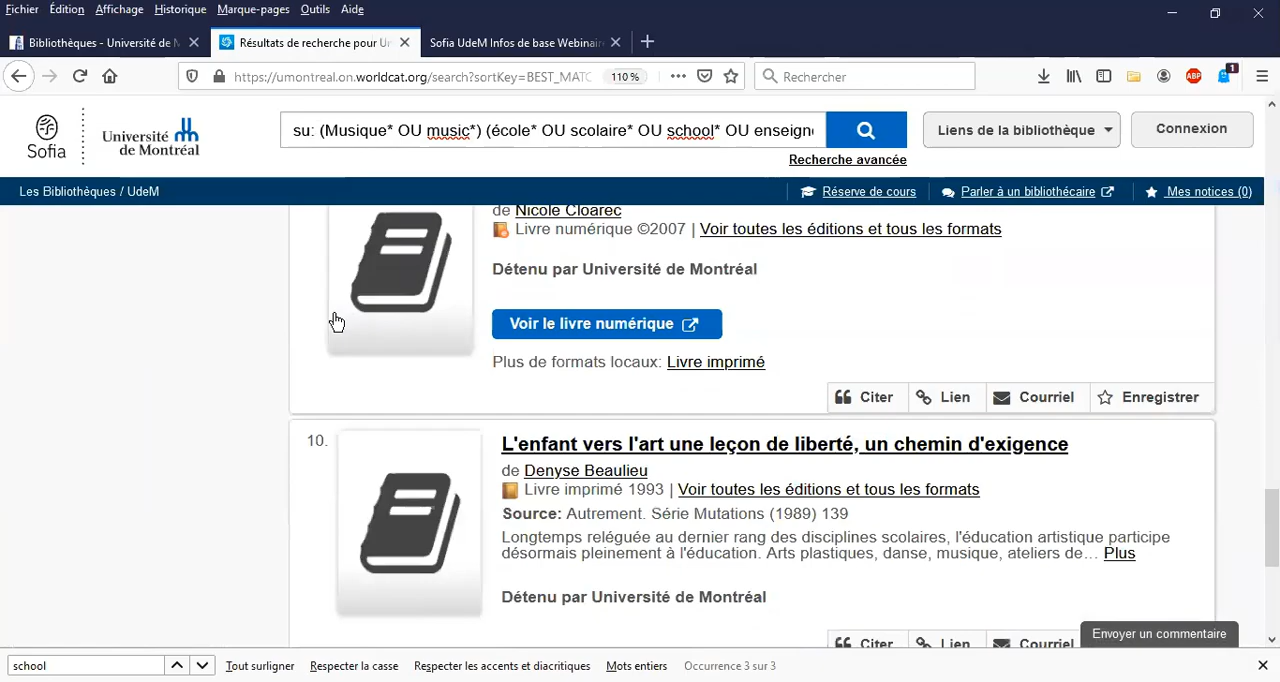 Fichier Édition Affichage Historique Marque-pages Outils Aide
Bibliothèques - Université de M
Résultats de recherche pour Un
Sofia UdeM Infos de base Webinair
https://umontreal.on.worldcat.org/search?sortKey=BEST_MATC
110 %
Rechercher
ABP
1
Sofia
Université de Montréal
su: (Musique* OU music*) (école* OU scolaire* OU school* OU enseign
Liens de la bibliothèque
Connexion
Recherche avancée
Les Bibliothèques / UdeM
Réserve de cours
Parler à un bibliothécaire
Mes notices (0)
de Nicole Cloarec
Livre numérique ©2007 | Voir toutes les éditions et tous les formats
Détenu par Université de Montréal
Voir le livre numérique
Plus de formats locaux: Livre imprimé
Citer Lien Courriel Enregistrer
10. L'enfant vers l'art une leçon de liberté, un chemin d'exigence
de Denyse Beaulieu
Livre imprimé 1993 | Voir toutes les éditions et tous les formats
Source: Autrement. Série Mutations (1989) 139
Longtemps reléguée au dernier rang des disciplines scolaires, l'éducation artistique participe
désormais pleinement à l'éducation. Arts plastiques, danse, musique, ateliers de... Plus
Détenu par Université de Montréal
Citer Lien Courriel
Envoyer un commentaire
school
Tout surligner Respecter la casse Respecter les accents et diacritiques Mots entiers Occurrence 3 sur 3